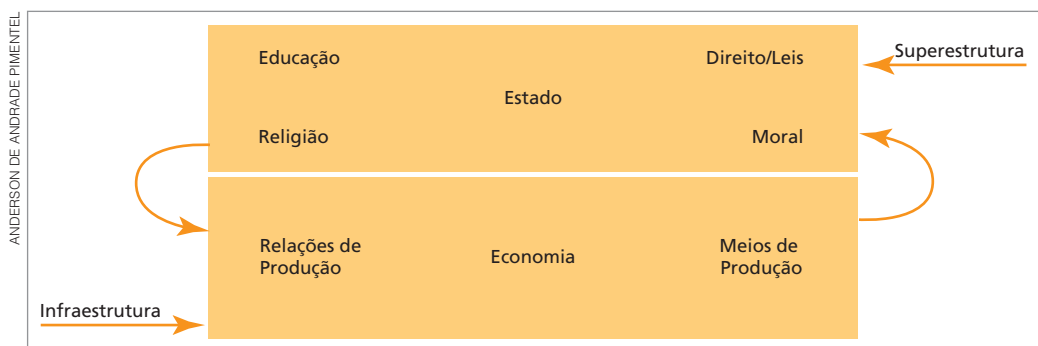 ANDERSON DE ANDRADE PIMENTEL
Educação
Direito/Leis
Superestrutura
Estado
Religião
Moral
Relações de
Produção
Economia
Meios de
Produção
Infraestrutura